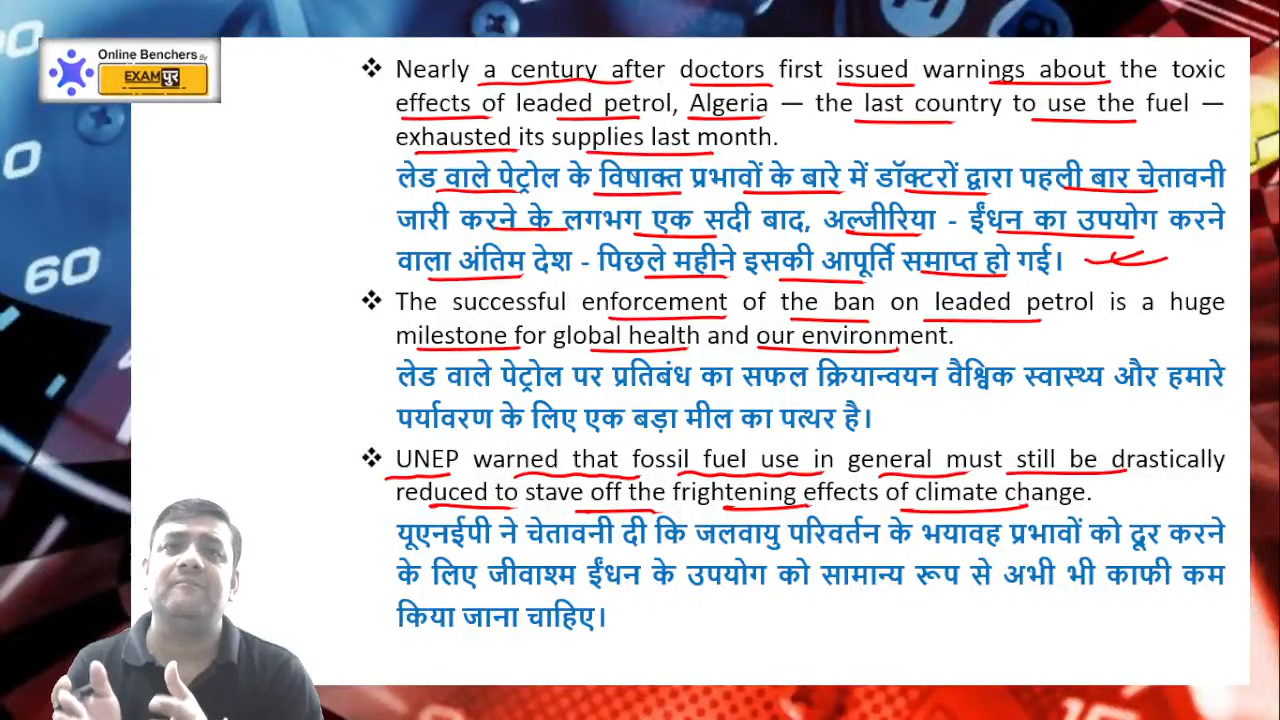 Online Benchers By
EXAMपुर
❖ Nearly a century after doctors first issued warnings about the toxic
effects of leaded petrol, Algeria — the last country to use the fuel —
exhausted its supplies last month.
लेड वाले पेट्रोल के विषाक्त प्रभावों के बारे में डॉक्टरों द्वारा पहली बार चेतावनी
जारी करने के लगभग एक सदी बाद, अल्जीरिया - ईंधन का उपयोग करने
वाला अंतिम देश - पिछले महीने इसकी आपूर्ति समाप्त हो गई।
❖ The successful enforcement of the ban on leaded petrol is a huge
milestone for global health and our environment.
लेड वाले पेट्रोल पर प्रतिबंध का सफल क्रियान्वयन वैश्विक स्वास्थ्य और हमारे
पर्यावरण के लिए एक बड़ा मील का पत्थर है।
❖ UNEP warned that fossil fuel use in general must still be drastically
reduced to stave off the frightening effects of climate change.
यूएनईपी ने चेतावनी दी कि जलवायु परिवर्तन के भयावह प्रभावों को दूर करने
के लिए जीवाश्म ईंधन के उपयोग को सामान्य रूप से अभी भी काफी कम
किया जाना चाहिए।
60